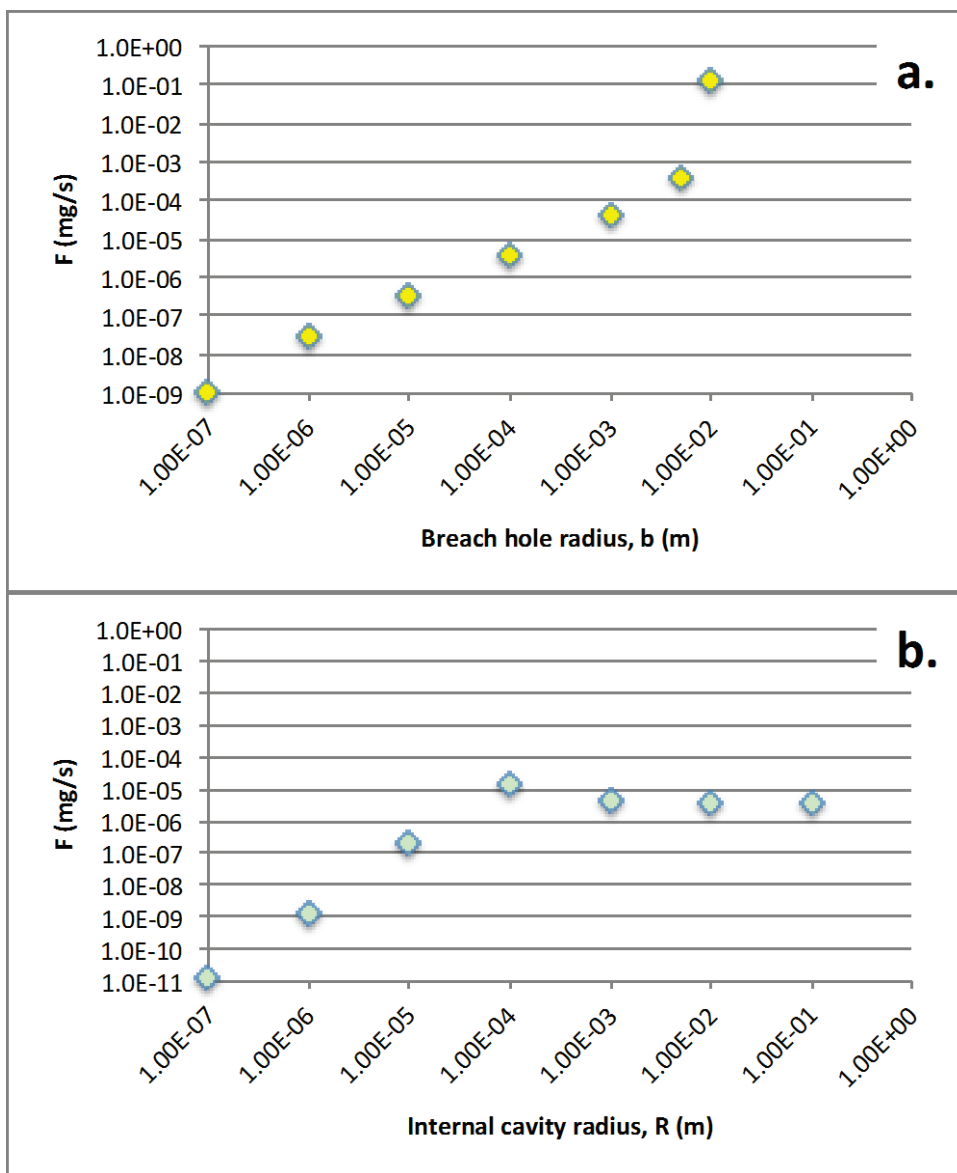 a.
1.0E+00
1.0E-01
1.0E-02
1.0E-03
1.0E-04
1.0E-05
1.0E-06
1.0E-07
1.0E-08
1.0E-09
F (mg/s)
1.00E-07
1.00E-06
1.00E-05
1.00E-04
1.00E-03
1.00E-02
1.00E-01
1.00E+00
Breach hole radius, b (m)
b.
1.0E+00
1.0E-01
1.0E-02
1.0E-03
1.0E-04
1.0E-05
1.0E-06
1.0E-07
1.0E-08
1.0E-09
1.0E-10
1.0E-11
F (mg/s)
1.00E-07
1.00E-06
1.00E-05
1.00E-04
1.00E-03
1.00E-02
1.00E-01
1.00E+00
Internal cavity radius, R (m)